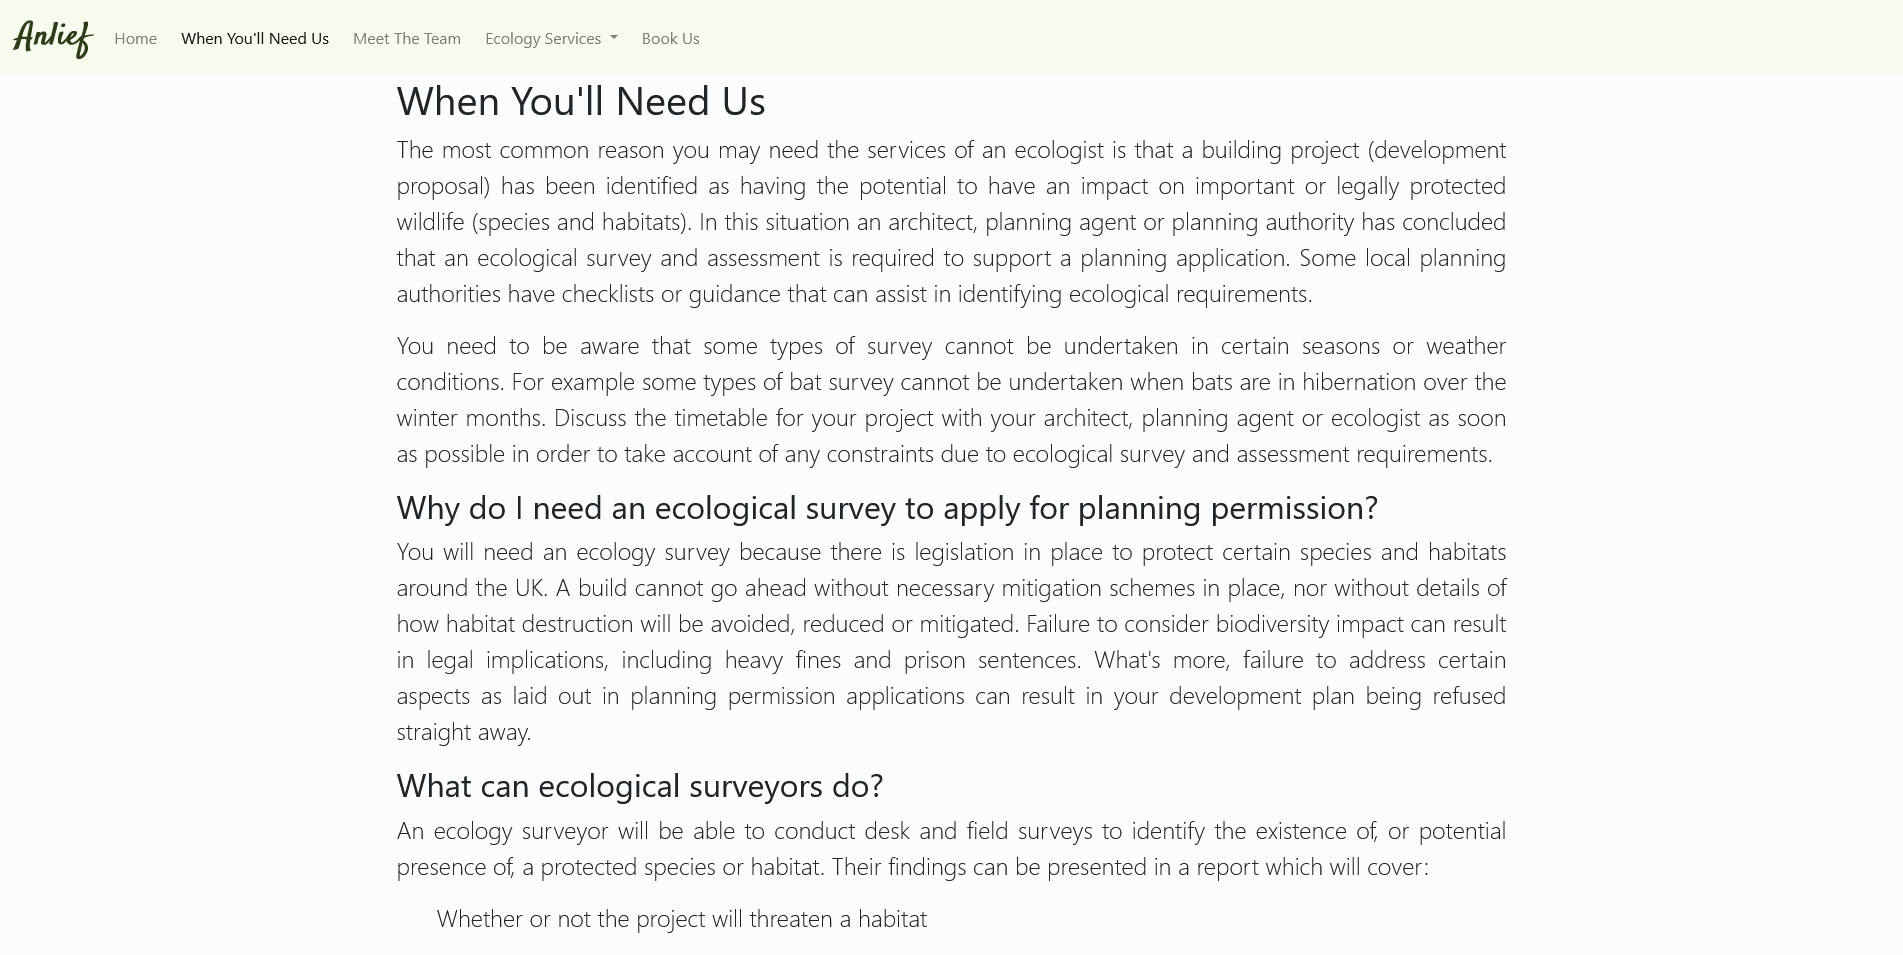 Anlief Home When You'll Need Us Meet The Team Ecology Services Book Us
When You'll Need Us
The most common reason you may need the services of an ecologist is that a building project (development
proposal) has been identified as having the potential to have an impact on important or legally protected
wildlife (species and habitats). In this situation an architect, planning agent or planning authority has concluded
that an ecological survey and assessment is required to support a planning application. Some local planning
authorities have checklists or guidance that can assist in identifying ecological requirements.
You need to be aware that some types of survey cannot be undertaken in certain seasons or weather
conditions. For example some types of bat survey cannot be undertaken when bats are in hibernation over the
winter months. Discuss the timetable for your project with your architect, planning agent or ecologist as soon
as possible in order to take account of any constraints due to ecological survey and assessment requirements.
Why do I need an ecological survey to apply for planning permission?
You will need an ecology survey because there is legislation in place to protect certain species and habitats
around the UK. A build cannot go ahead without necessary mitigation schemes in place, nor without details of
how habitat destruction will be avoided, reduced or mitigated. Failure to consider biodiversity impact can result
in legal implications, including heavy fines and prison sentences. What's more, failure to address certain
aspects as laid out in planning permission applications can result in your development plan being refused
straight away.
What can ecological surveyors do?
An ecology surveyor will be able to conduct desk and field surveys to identify the existence of, or potential
presence of, a protected species or habitat. Their findings can be presented in a report which will cover:
Whether or not the project will threaten a habitat